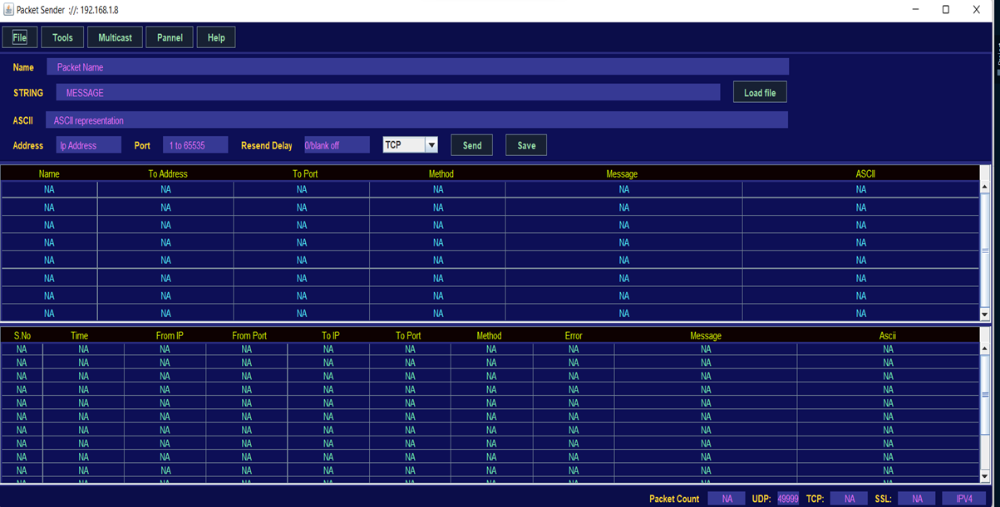 Packet Sender ://: 192.168.1.8
File Tools Multicast Pannel Help
Name Packet Name
STRING MESSAGE Load file
ASCII ASCII representation
Address Ip Address Port 1 to 65535 Resend Delay 0/blank off TCP Send Save
Name To Address To Port Method Message ASCII
NA NA NA NA NA NA
NA NA NA NA NA NA
NA NA NA NA NA NA
NA NA NA NA NA NA
NA NA NA NA NA NA
NA NA NA NA NA NA
NA NA NA NA NA NA
NA NA NA NA NA NA
S.No Time From IP From Port To IP To Port Method Error Message Ascii
NA NA NA NA NA NA NA NA NA NA
NA NA NA NA NA NA NA NA NA NA
NA NA NA NA NA NA NA NA NA NA
NA NA NA NA NA NA NA NA NA NA
NA NA NA NA NA NA NA NA NA NA
NA NA NA NA NA NA NA NA NA NA
NA NA NA NA NA NA NA NA NA NA
NA NA NA NA NA NA NA NA NA NA
NA NA NA NA NA NA NA NA NA NA
NA NA NA NA NA NA NA NA NA NA
Packet Count NA UDP: 49999 TCP: NA SSL: NA IPV4